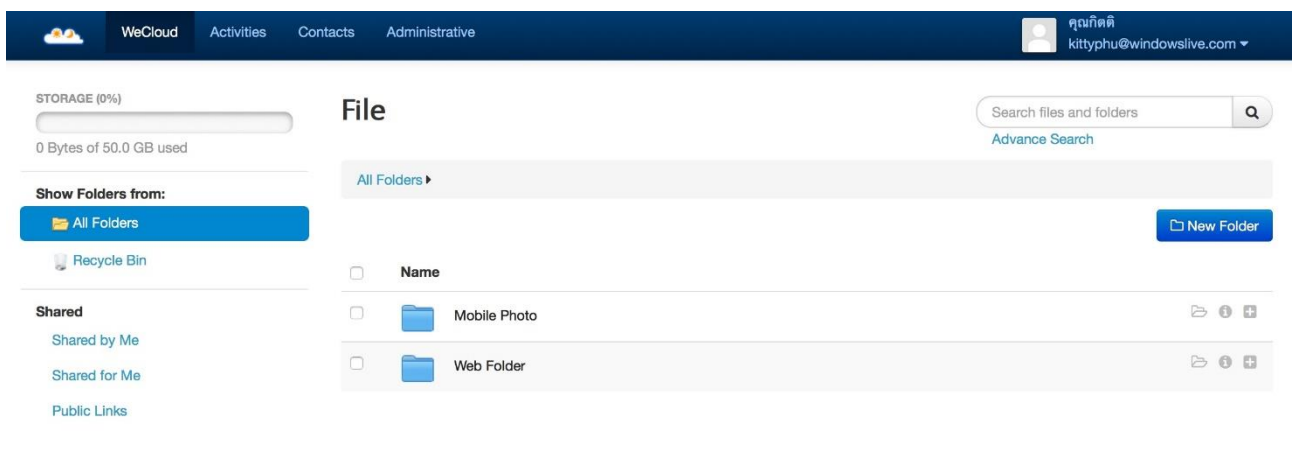 WeCloud Activities Contacts Administrative
คุณกิตติ
kittyphu@windowslive.com
STORAGE (0%)
0 Bytes of 50.0 GB used
Show Folders from:
All Folders
Recycle Bin
Shared
Shared by Me
Shared for Me
Public Links
File
Search files and folders
Advance Search
All Folders
New Folder
Name
Mobile Photo
Web Folder